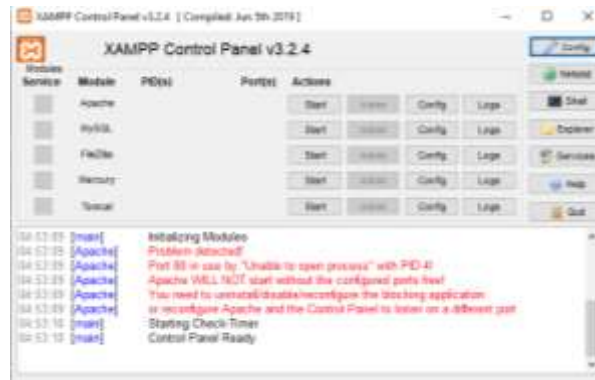 XAMPP Control Panel v3.2.4 [ Compiled: Jun 5th 2019 ]
XAMPP Control Panel v3.2.4
Config
Modules
Service Module PID(s) Port(s) Actions
Netstat
Apache Start Admin Config Logs
Shell
MySQL Start Admin Config Logs
Explorer
FileZilla Start Admin Config Logs
Services
Mercury Start Admin Config Logs
Help
Tomcat Start Admin Config Logs
Quit
[main] Initializing Modules
[Apache] Problem detected!
[Apache] Port 80 in use by "Unable to open process" with PID 4!
[Apache] Apache WILL NOT start without the configured ports free!
[Apache] You need to uninstall/disable/reconfigure the blocking application
[Apache] or reconfigure Apache and the Control Panel to listen on a different port
[main] Starting Check-Timer
[main] Control Panel Ready